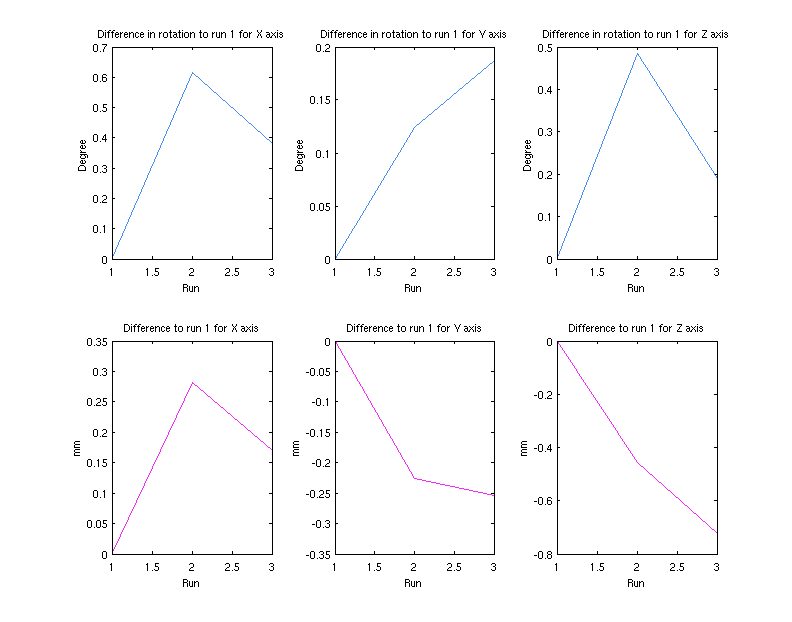 Difference in rotation to run 1 for X axis
0.7
0.6
0.5
0.4
0.3
0.2
0.1
0
Degree
1 1.5 2 2.5 3
Run
Difference in rotation to run 1 for Y axis
0.2
0.15
0.1
0.05
0
Degree
1 1.5 2 2.5 3
Run
Difference in rotation to run 1 for Z axis
0.5
0.4
0.3
0.2
0.1
0
Degree
1 1.5 2 2.5 3
Run
Difference to run 1 for X axis
0.35
0.3
0.25
0.2
0.15
0.1
0.05
0
mm
1 1.5 2 2.5 3
Run
Difference to run 1 for Y axis
0
-0.05
-0.1
-0.15
-0.2
-0.25
-0.3
-0.35
mm
1 1.5 2 2.5 3
Run
Difference to run 1 for Z axis
0
-0.2
-0.4
-0.6
-0.8
mm
1 1.5 2 2.5 3
Run